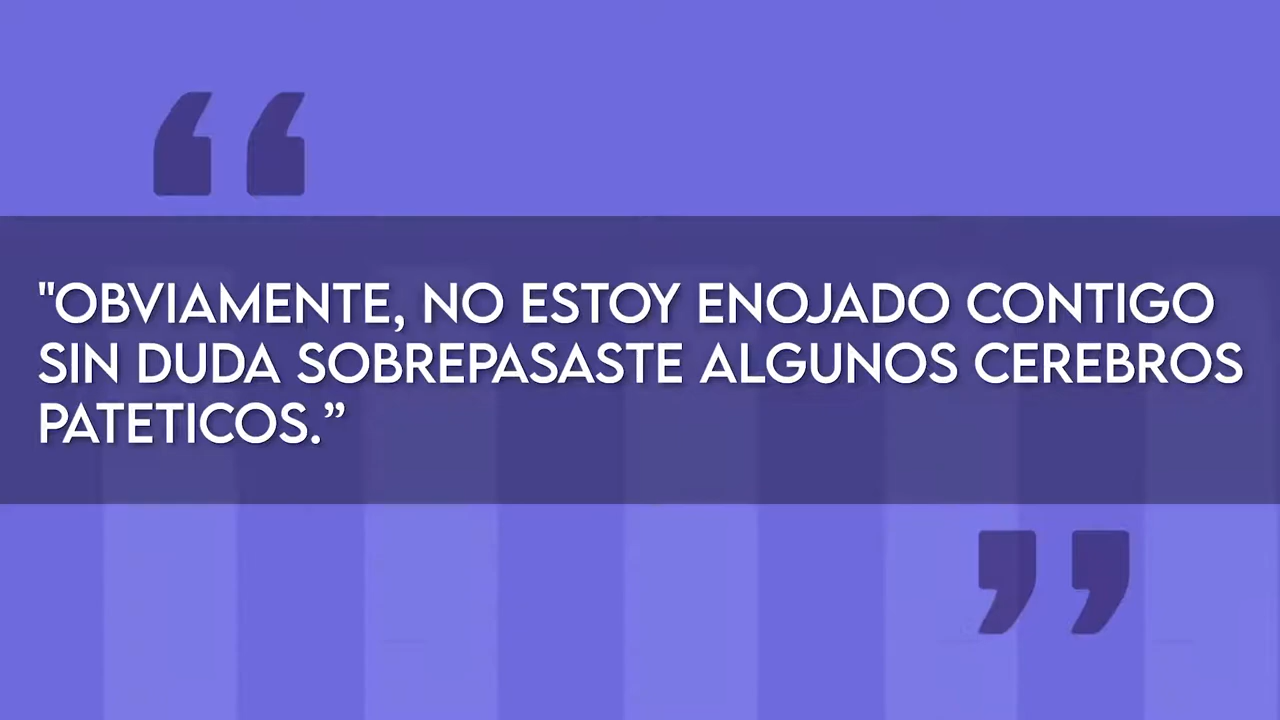 "OBVIAMENTE, NO ESTOY ENOJADO CONTIGO
SIN DUDA SOBREPASASTE ALGUNOS CEREBROS
PATETICOS.”